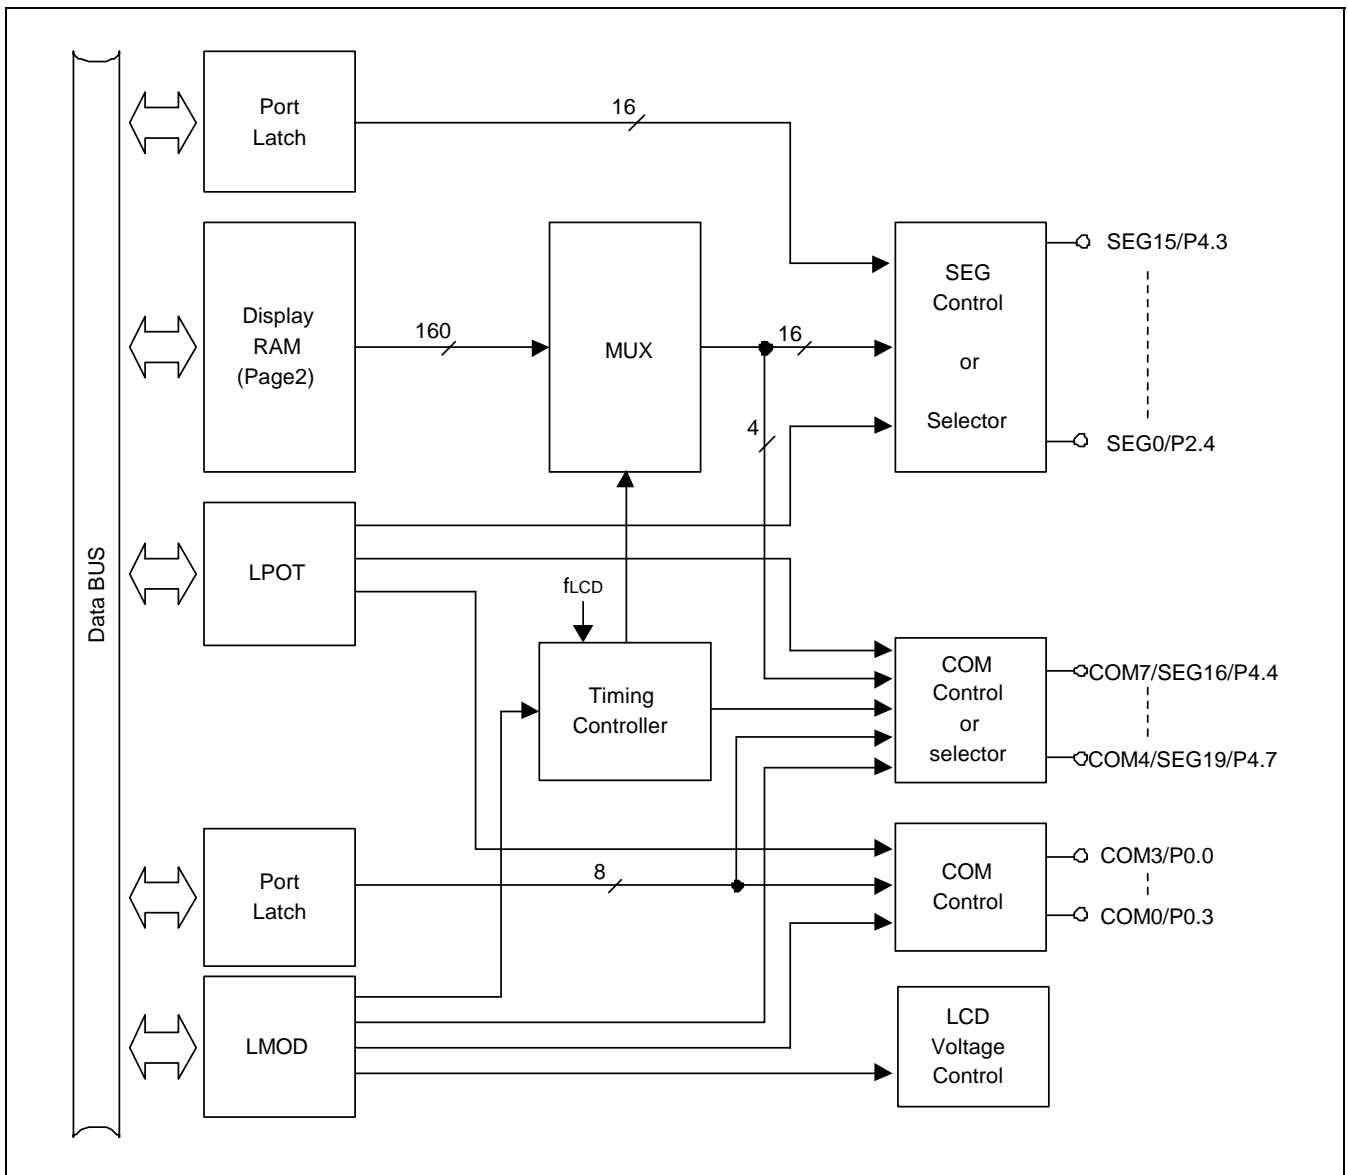 Data BUS
Port
Latch
16
Display
RAM
(Page2)
160
MUX
16
4
SEG
Control
or
Selector
SEG15/P4.3
SEG0/P2.4
LPOT
fLCD
Timing
Controller
COM
Control
or
selector
COM7/SEG16/P4.4
COM4/SEG19/P4.7
Port
Latch
8
COM
Control
COM3/P0.0
COM0/P0.3
LMOD
LCD
Voltage
Control